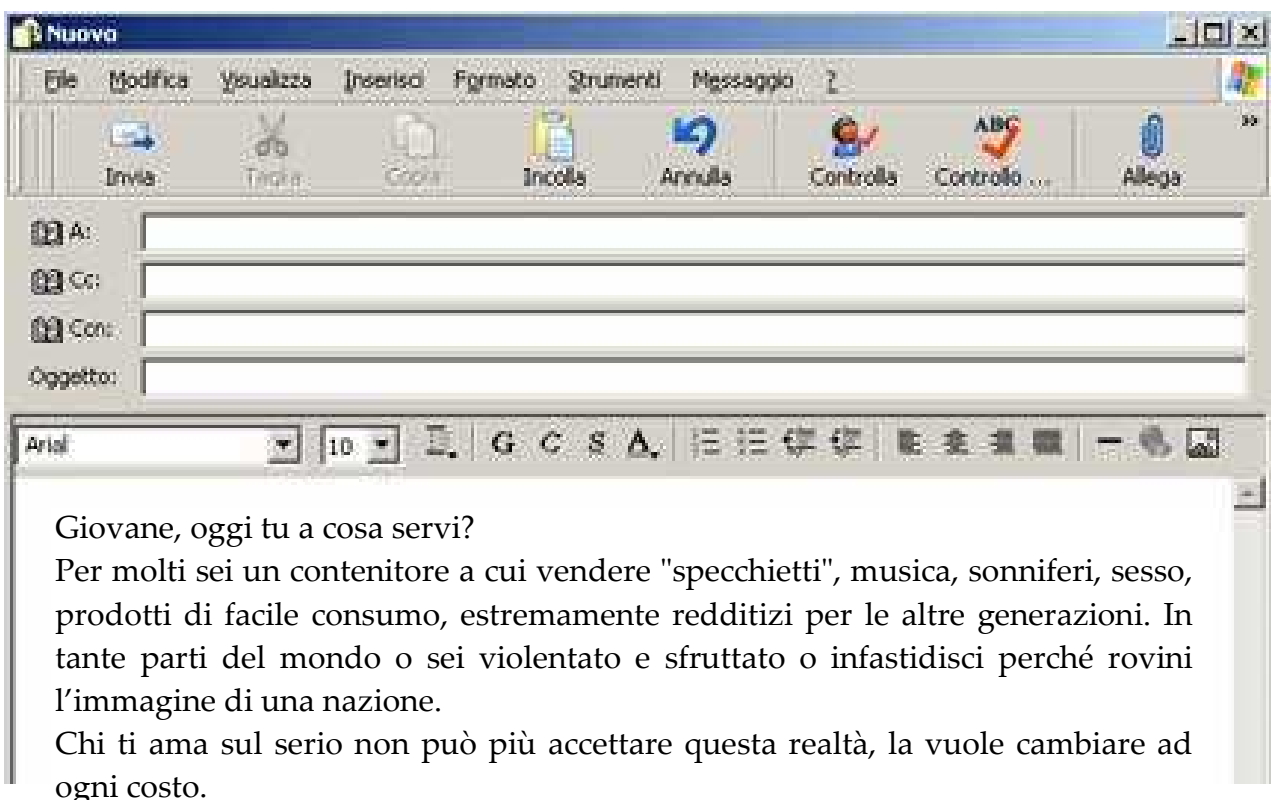 Nuovo
File Modifica Visualizza Inserisci Formato Strumenti Messaggio ?
Invia Taglia Copia Incolla Annulla Controlla Controllo ... Allega »
A:
Cc:
Ccn:
Oggetto:
Arial 10 G C S A
Giovane, oggi tu a cosa servi?
Per molti sei un contenitore a cui vendere "specchietti", musica, sonniferi, sesso,
prodotti di facile consumo, estremamente redditizi per le altre generazioni. In
tante parti del mondo o sei violentato e sfruttato o infastidisci perché rovini
l’immagine di una nazione.
Chi ti ama sul serio non può più accettare questa realtà, la vuole cambiare ad
ogni costo.